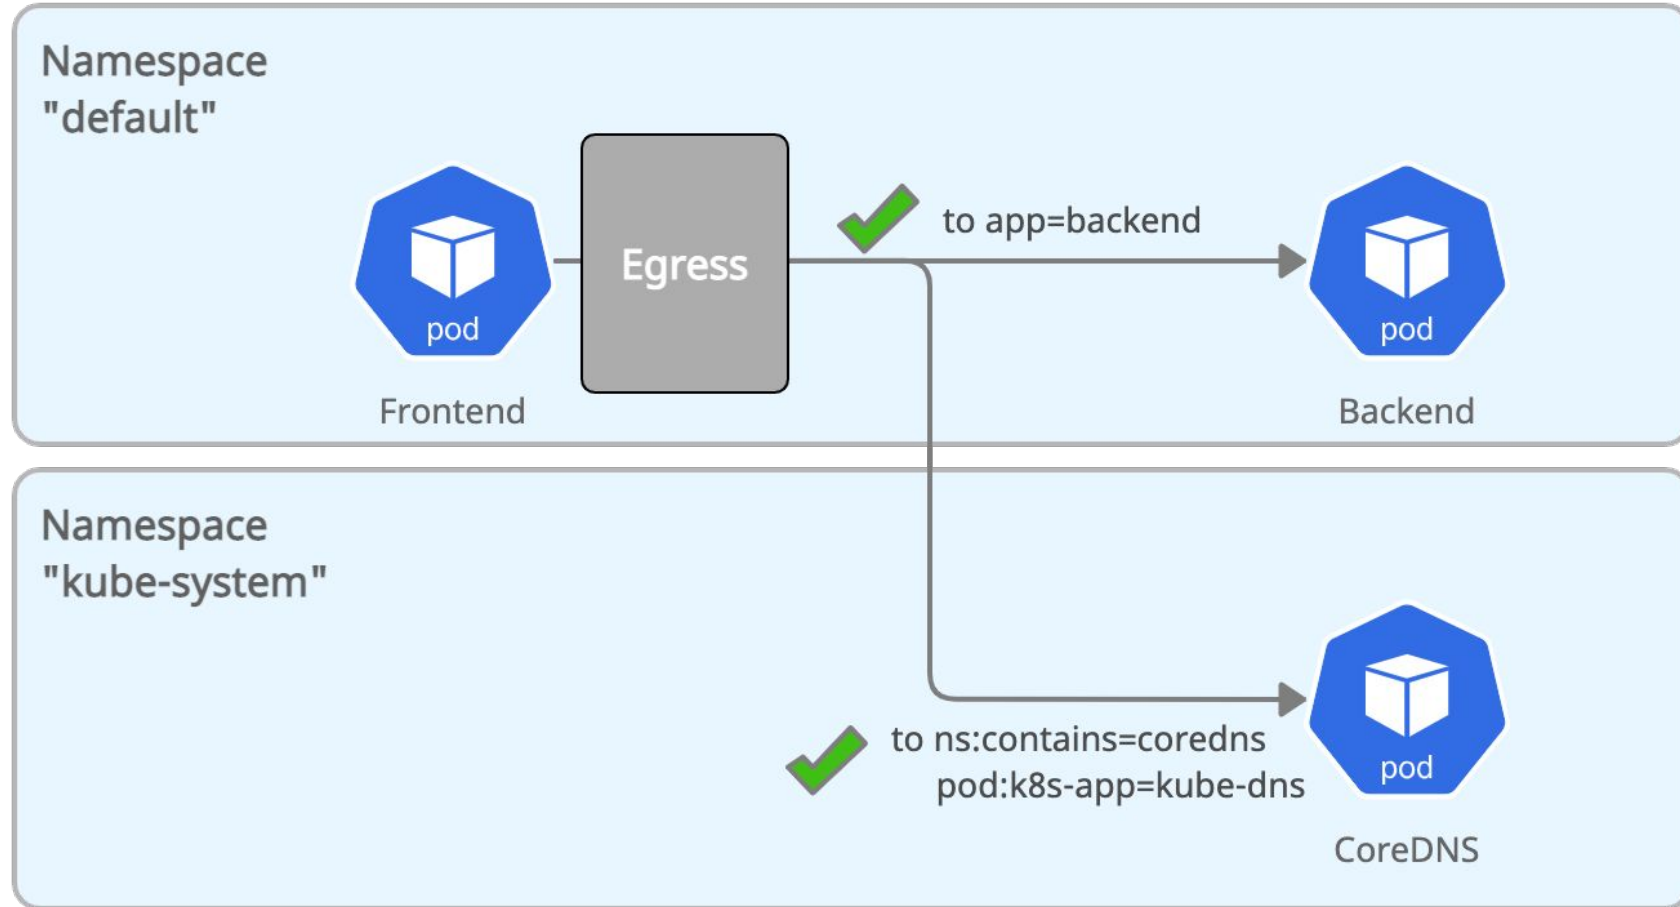 Namespace
"default"
Egress
to app=backend
pod
pod
Frontend
Backend
Namespace
"kube-system"
to ns:contains=coredns
pod:k8s-app=kube-dns
pod
CoreDNS